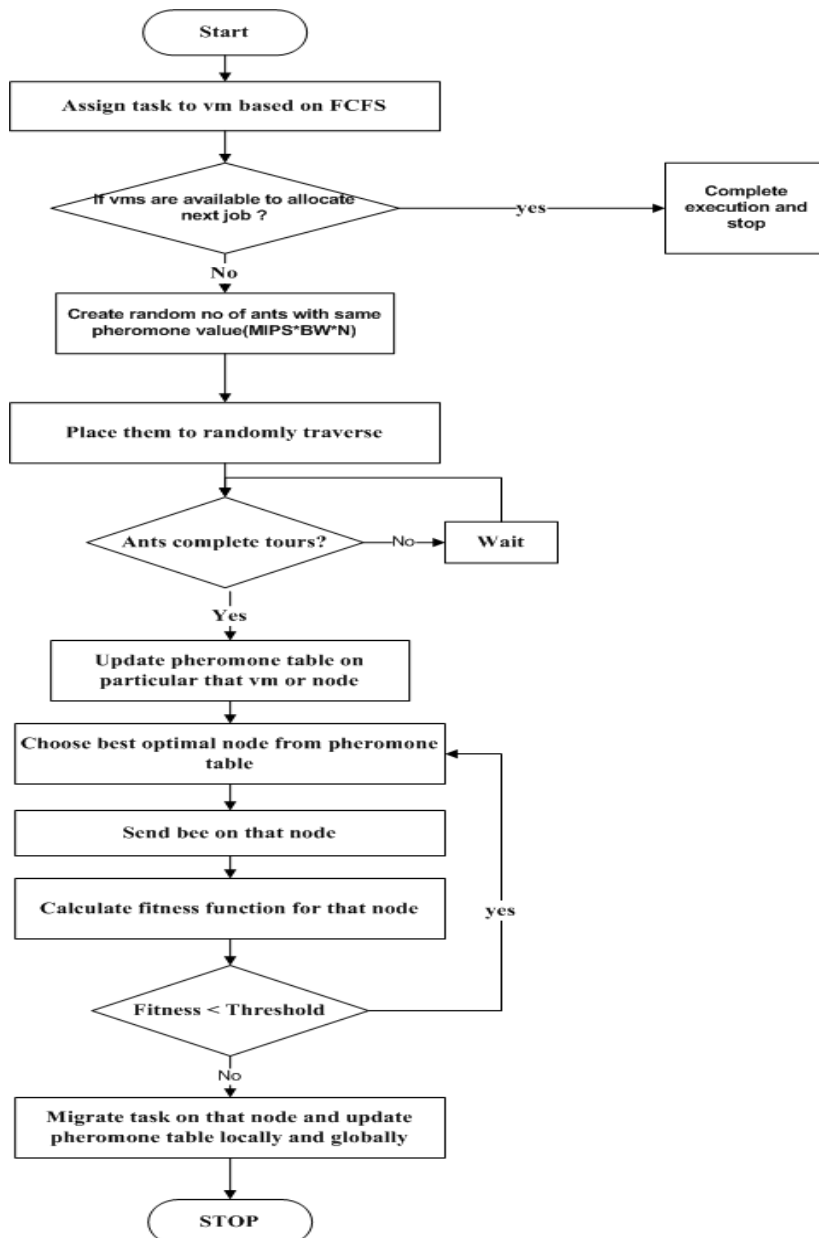 Start
Assign task to vm based on FCFS
If vms are available to allocate
next job ?
yes
Complete
execution and
stop
No
Create random no of ants with same
pheromone value(MIPS*BW*N)
Place them to randomly traverse
Ants complete tours?
No
Wait
Yes
Update pheromone table on
particular that vm or node
Choose best optimal node from pheromone
table
Send bee on that node
Calculate fitness function for that node
yes
Fitness < Threshold
No
Migrate task on that node and update
pheromone table locally and globally
STOP